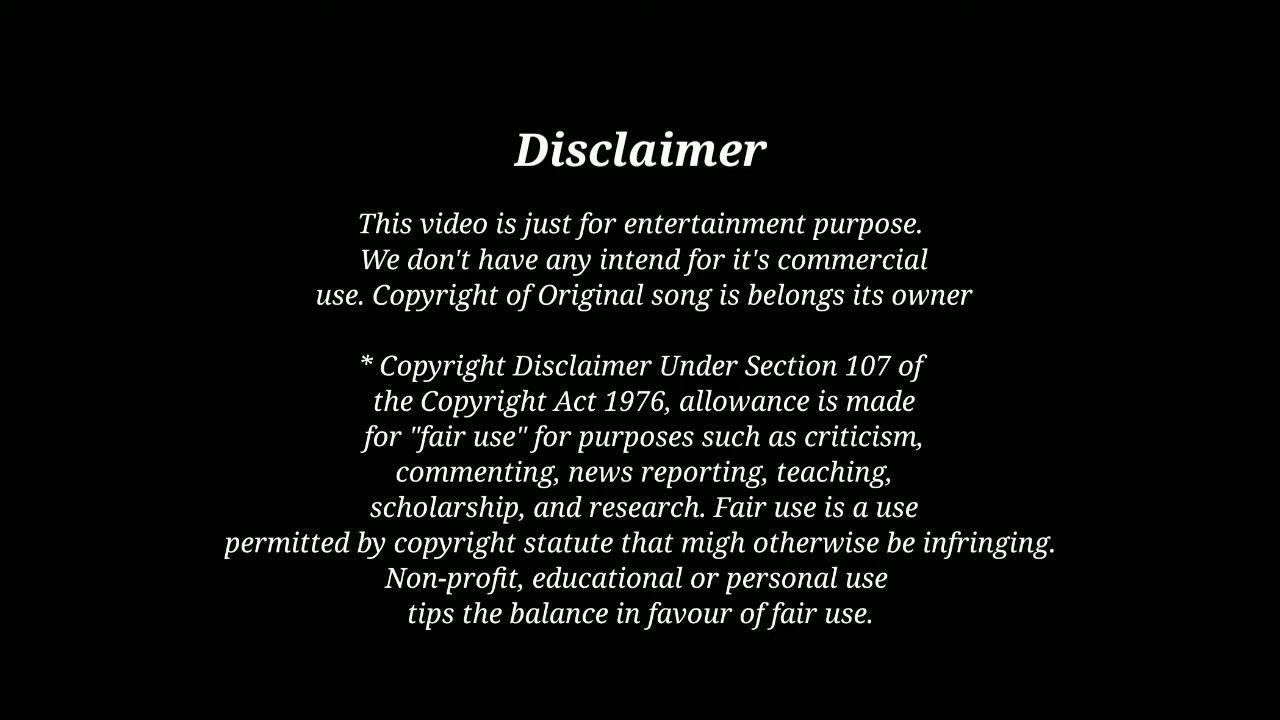 Disclaimer
This video is just for entertainment purpose.
We don't have any intend for it's commercial
use. Copyright of Original song is belongs its owner
* Copyright Disclaimer Under Section 107 of
the Copyright Act 1976, allowance is made
for "fair use" for purposes such as criticism,
commenting, news reporting, teaching,
scholarship, and research. Fair use is a use
permitted by copyright statute that migh otherwise be infringing.
Non-profit, educational or personal use
tips the balance in favour of fair use.